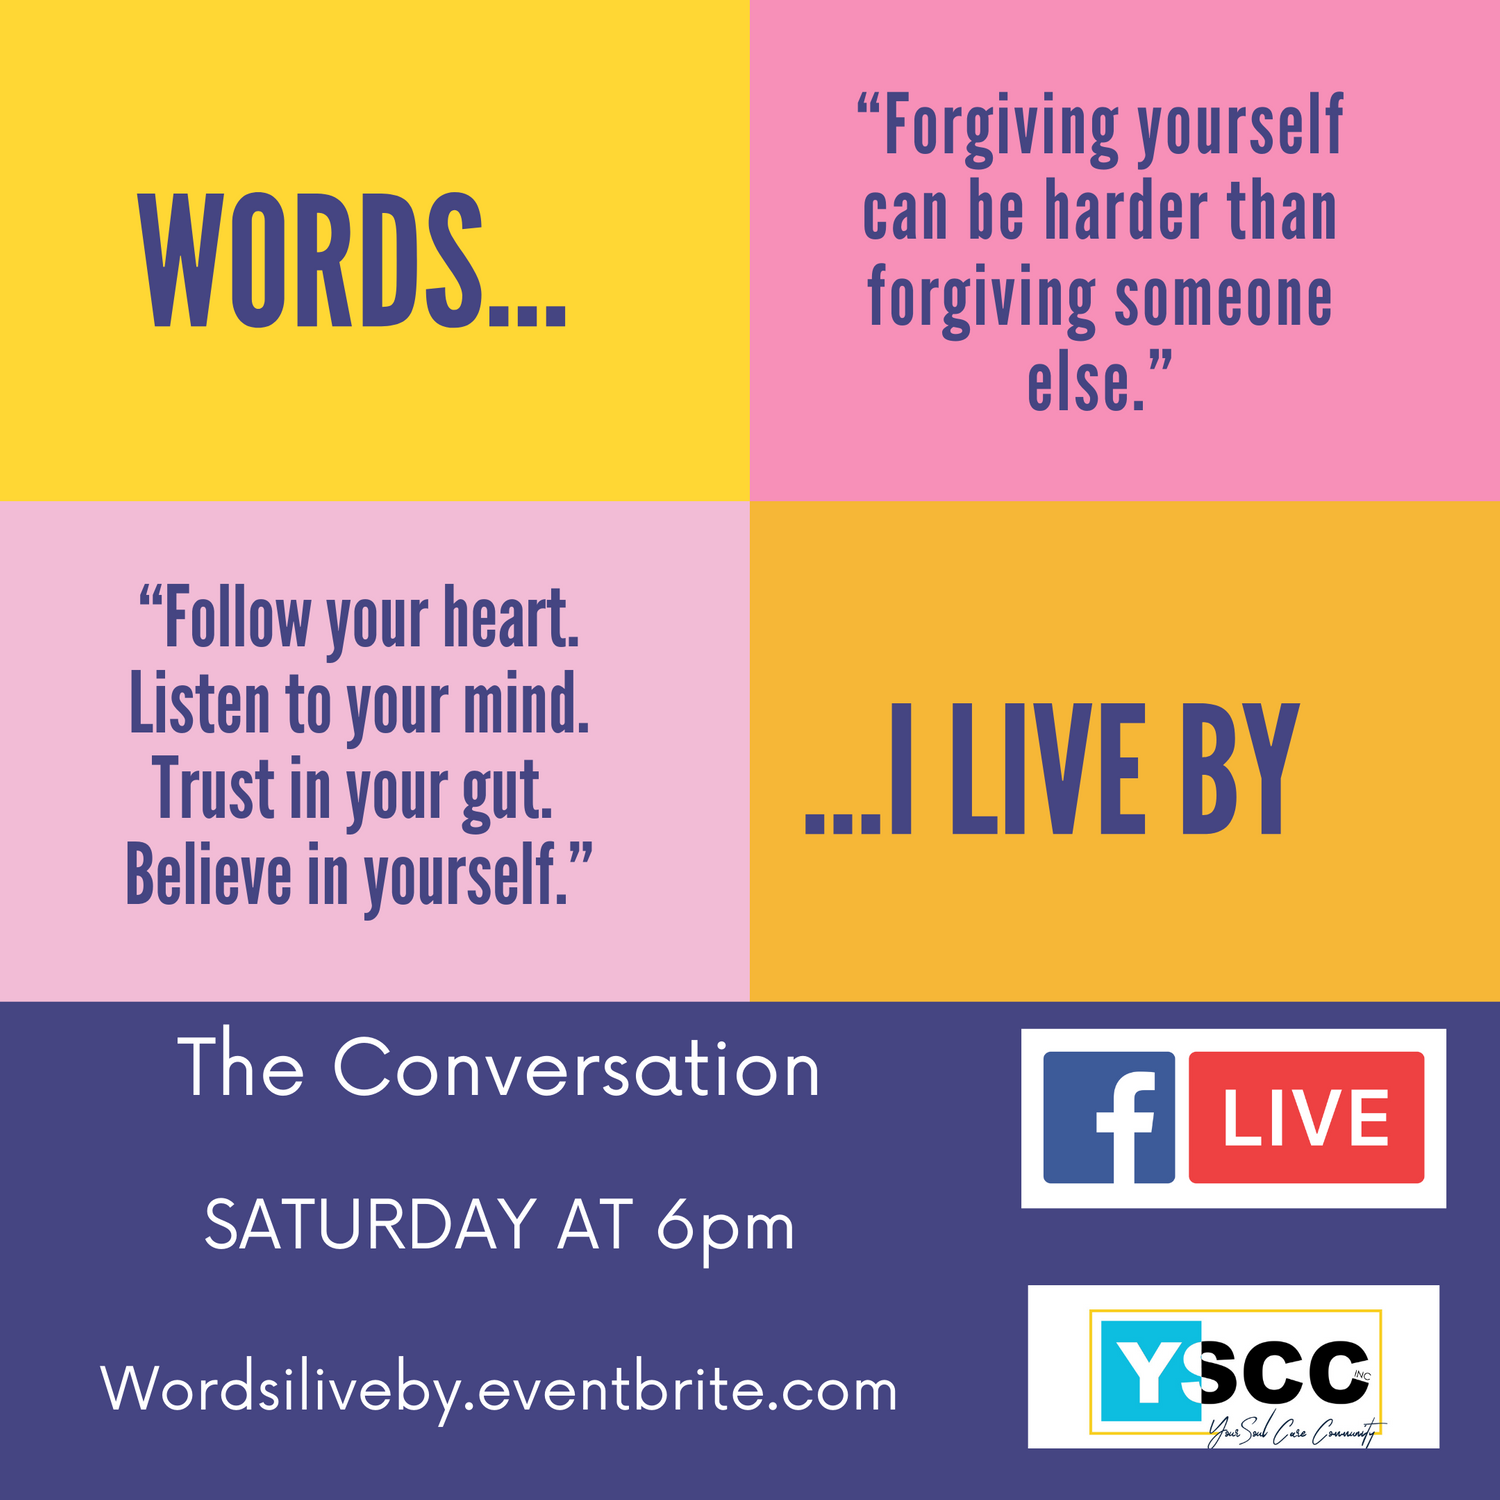 WORDS...
“Forgiving yourself
can be harder than
forgiving someone
else.”
“Follow your heart.
Listen to your mind.
Trust in your gut.
Believe in yourself.”
...I LIVE BY
The Conversation
SATURDAY AT 6pm
Wordsiliveby.eventbrite.com
f LIVE
YSCC INC
Your Soul Care Community